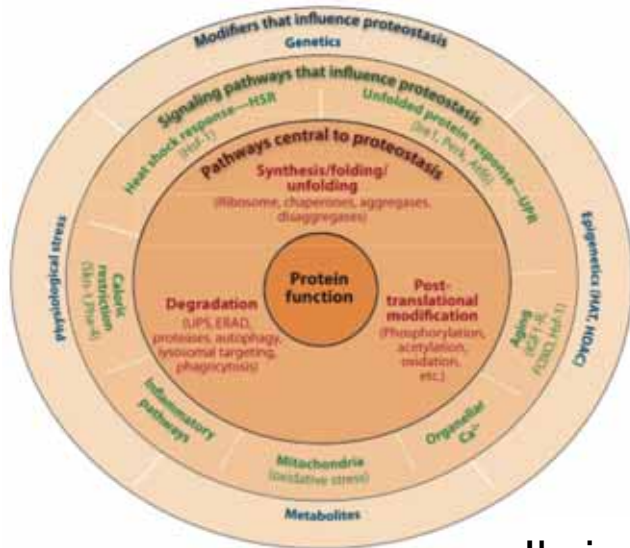 Modifiers that influence proteostasis
Genetics
Signaling pathways that influence proteostasis
Heat shock response—HSR
(Hsf-1)
Unfolded protein response—UPR
(Ire1, Perk, Atf6)
Pathways central to proteostasis
Synthesis/folding/
unfolding
(Ribosome, chaperones, aggregases,
disaggregases)
Physiological stress
Epigenetics (HAT, HDAC)
Caloric
restriction
Protein
function
Degradation
(UPS, ERAD,
proteases, autophagy,
lysosomal targeting,
phagocytosis)
Post-
translational
modification
(Phosphorylation,
acetylation,
oxidation,
etc.)
Aging
Inflammatory
pathways
Organellar
Ca²⁺
Mitochondria
(oxidative stress)
Metabolites